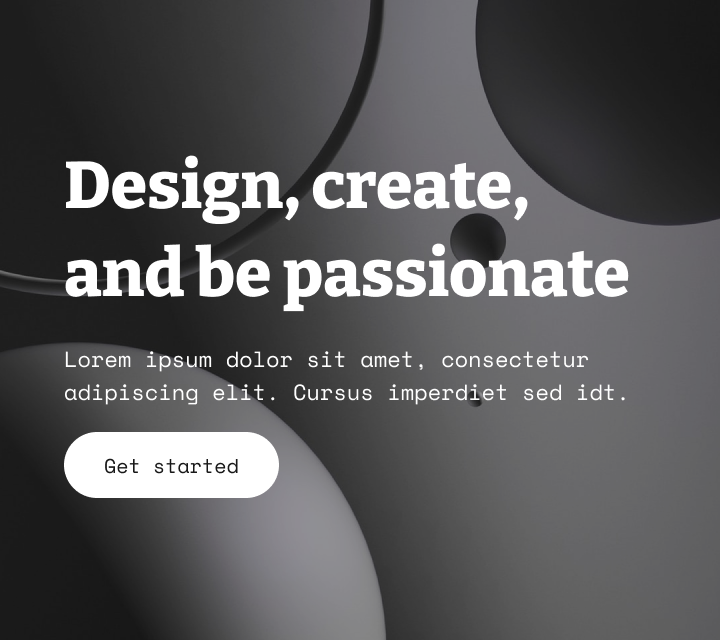 Design, create,
and be passionate
Lorem ipsum dolor sit amet, consectetur
adipiscing elit. Cursus imperdiet sed idt.
Get started